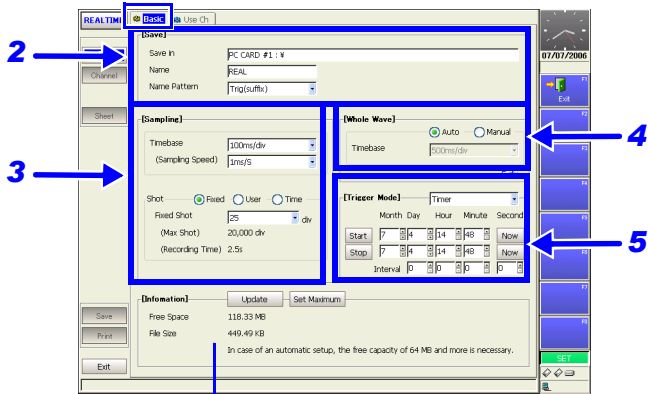 REALTIME Basic Use Ch
2 [Save]
Save in PC CARD #1 : ¥
Name REAL
Name Pattern Trig(suffix)
07/07/2006
F1
Exit
Channel
Sheet
F2
F3
F4
F7
F8
3 [Sampling]
Timebase 100ms/div
(Sampling Speed) 1ms/S
Shot Fixed User Time
Fixed Shot 25 div
(Max Shot) 20,000 div
(Recording Time) 2.5s
4 [Whole Wave]
Auto Manual
Timebase 500ms/div
5 [Trigger Mode] Timer
Month Day Hour Minute Second
Start 7 4 14 48 Now
Stop 7 4 14 48 Now
Interval 0 0 0 0
[Infomation] Update Set Maximum
Free Space 118.33 MB
File Size 449.49 KB
In case of an automatic setup, the free capacity of 64 MB and more is necessary.
Save
Print
Exit
SET